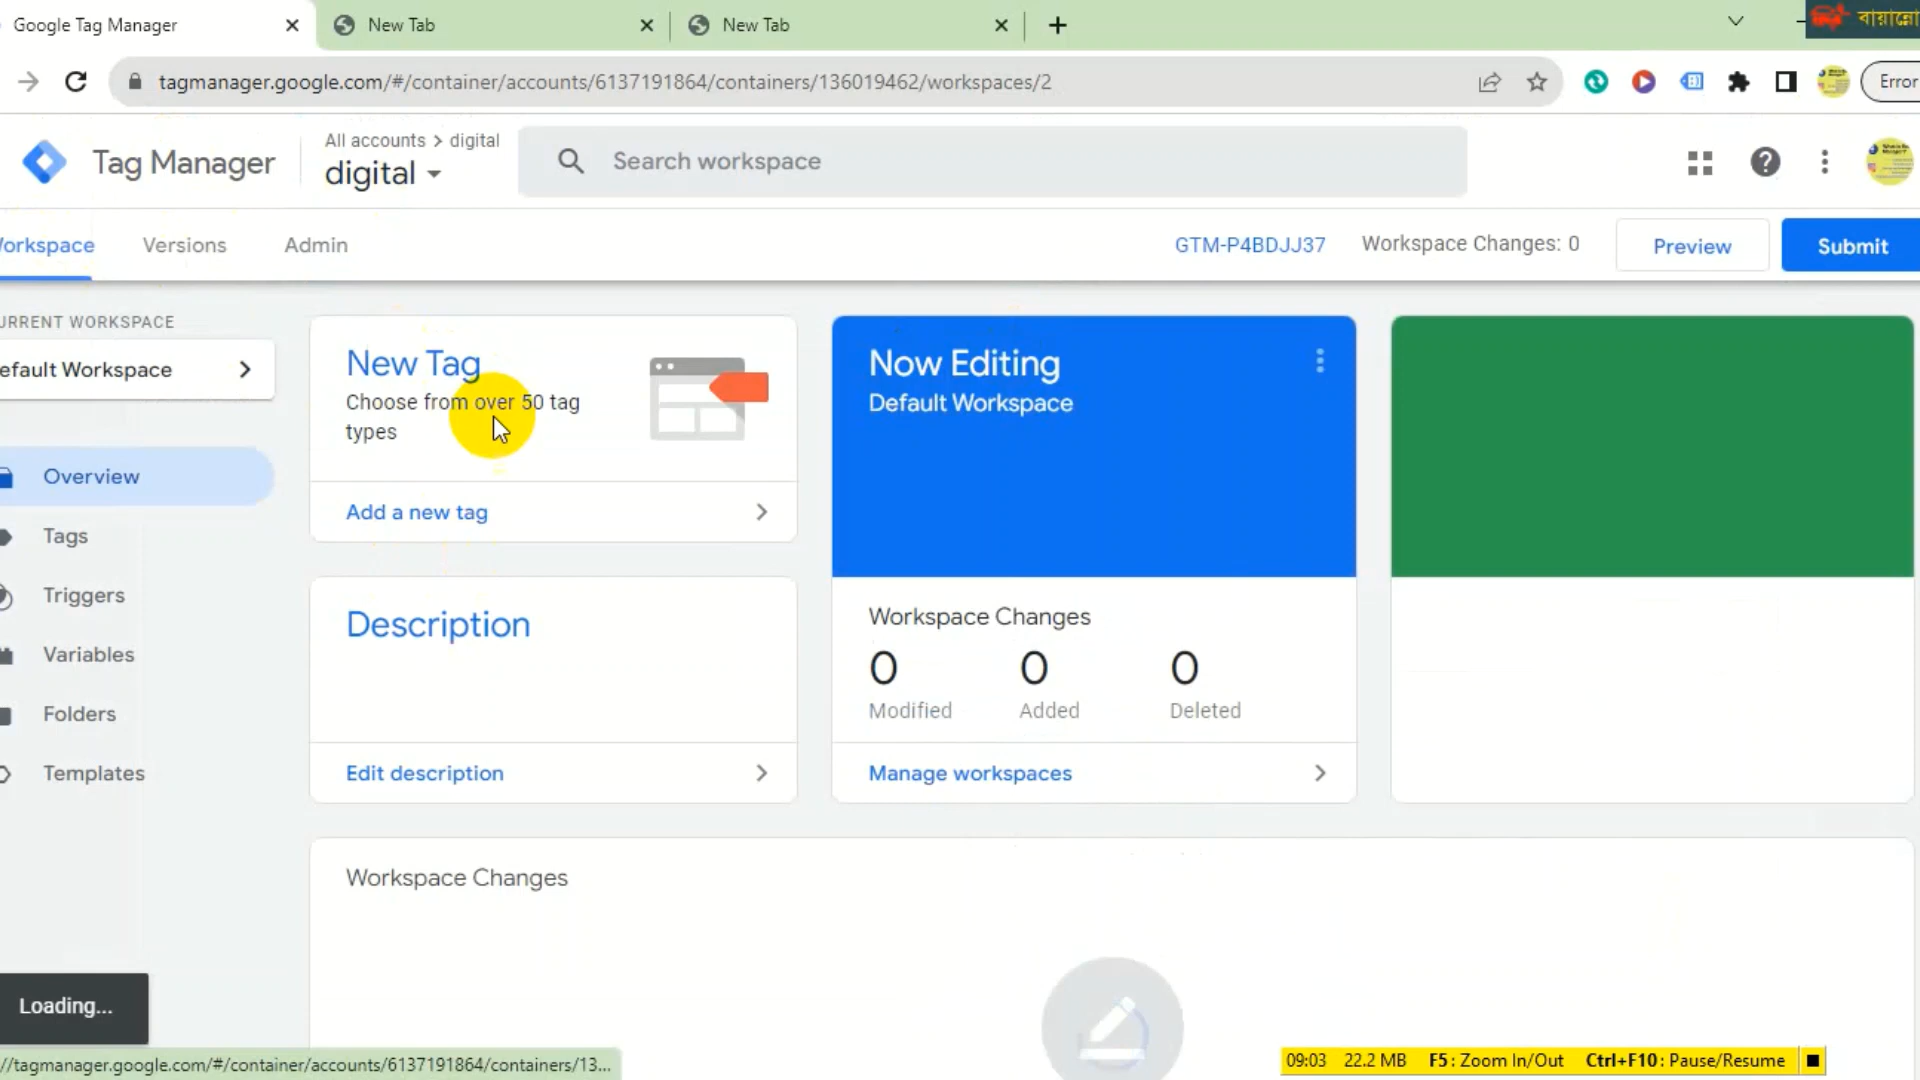 Google Tag Manager
New Tab
New Tab
বায়ান্নো
tagmanager.google.com/#/container/accounts/6137191864/containers/136019462/workspaces/2
Error
Tag Manager
All accounts > digital
digital
Search workspace
orkspace
Versions
Admin
GTM-P4BDJJ37
Workspace Changes: 0
Preview
Submit
URRENT WORKSPACE
efault Workspace
Overview
Tags
Triggers
Variables
Folders
Templates
New Tag
Choose from over 50 tag
types
Add a new tag
Description
Edit description
Now Editing
Default Workspace
Workspace Changes
0 0 0
Modified Added Deleted
Manage workspaces
Workspace Changes
Loading...
//tagmanager.google.com/#/container/accounts/6137191864/containers/13...
09:03 22.2 MB F5: Zoom In/Out Ctrl+F10: Pause/Resume